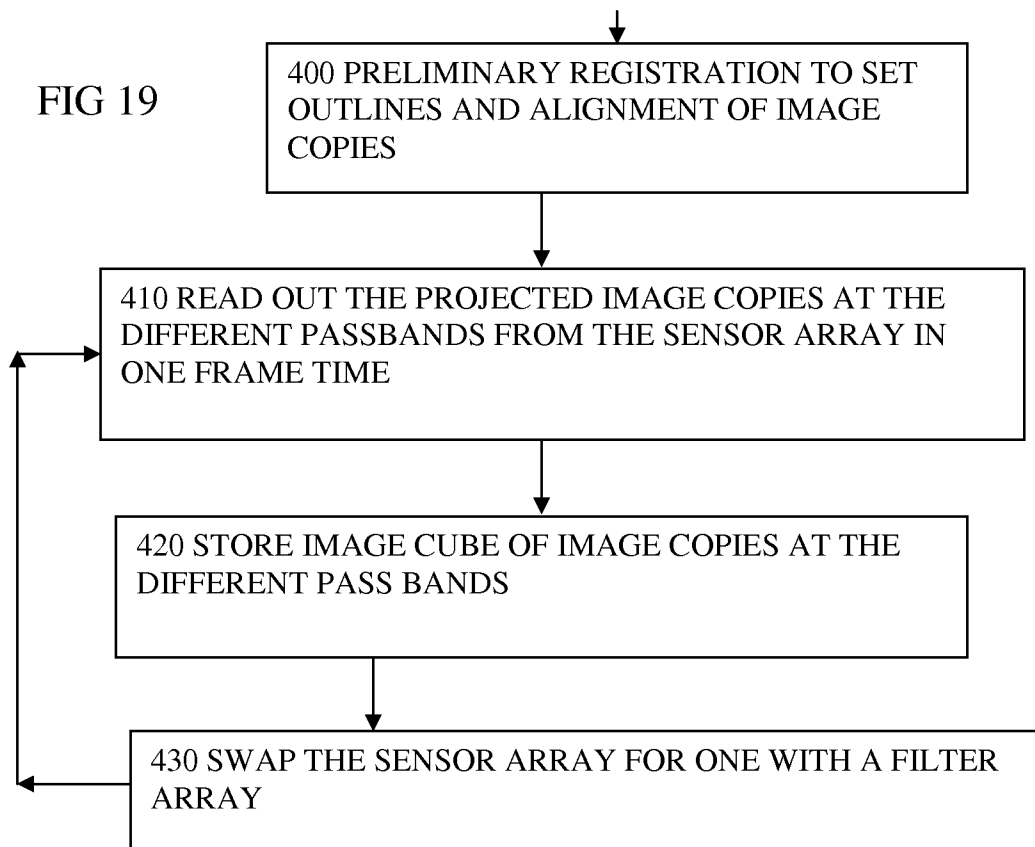 FIG 19
400 PRELIMINARY REGISTRATION TO SET
OUTLINES AND ALIGNMENT OF IMAGE
COPIES
410 READ OUT THE PROJECTED IMAGE COPIES AT THE
DIFFERENT PASSBANDS FROM THE SENSOR ARRAY IN
ONE FRAME TIME
420 STORE IMAGE CUBE OF IMAGE COPIES AT THE
DIFFERENT PASS BANDS
430 SWAP THE SENSOR ARRAY FOR ONE WITH A FILTER
ARRAY